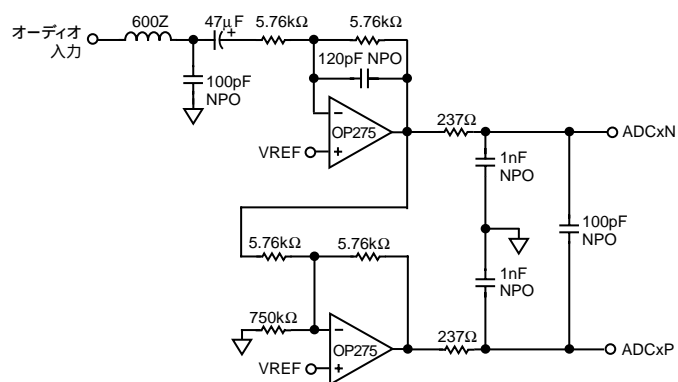 オーディオ
入力
600Z
47μF
+
5.76kΩ
5.76kΩ
120pF NPO
100pF
NPO
−
OP275
+
VREF
237Ω
ADCxN
1nF
NPO
100pF
NPO
5.76kΩ
5.76kΩ
1nF
NPO
750kΩ
−
OP275
+
VREF
237Ω
ADCxP